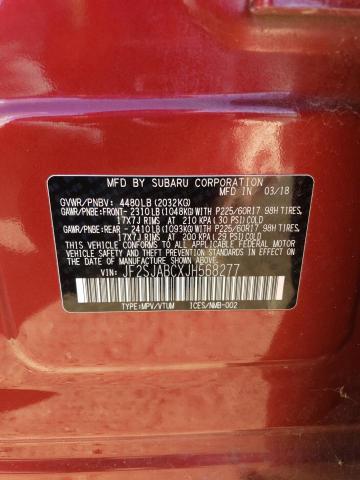 MFD BY SUBARU CORPORATION
MADE IN JAPAN 03/18
GVWR/PNBV: 4480LB (2032KG)
GAWR/PNBE:FRONT- 2310LB (1048KG) WITH P225/60R17 98H TIRES,
17X7J RIMS AT 210 KPA (30 PSI) COLD
GAWR/PNBE:REAR - 2410LB (1093KG) WITH P225/60R17 98H TIRES,
17X7J RIMS AT 200 KPA (29 PSI) COLD
THIS VEHICLE CONFORMS TO ALL APPLICABLE FEDERAL MOTOR
VEHICLE SAFETY, BUMPER, AND THEFT PREVENTION STANDARDS
IN EFFECT ON THE DATE OF MANUFACTURE SHOWN ABOVE.
VIN: JF2SJABCXJH568277
TYPE:MPV/VTUM ICES/NMB-002